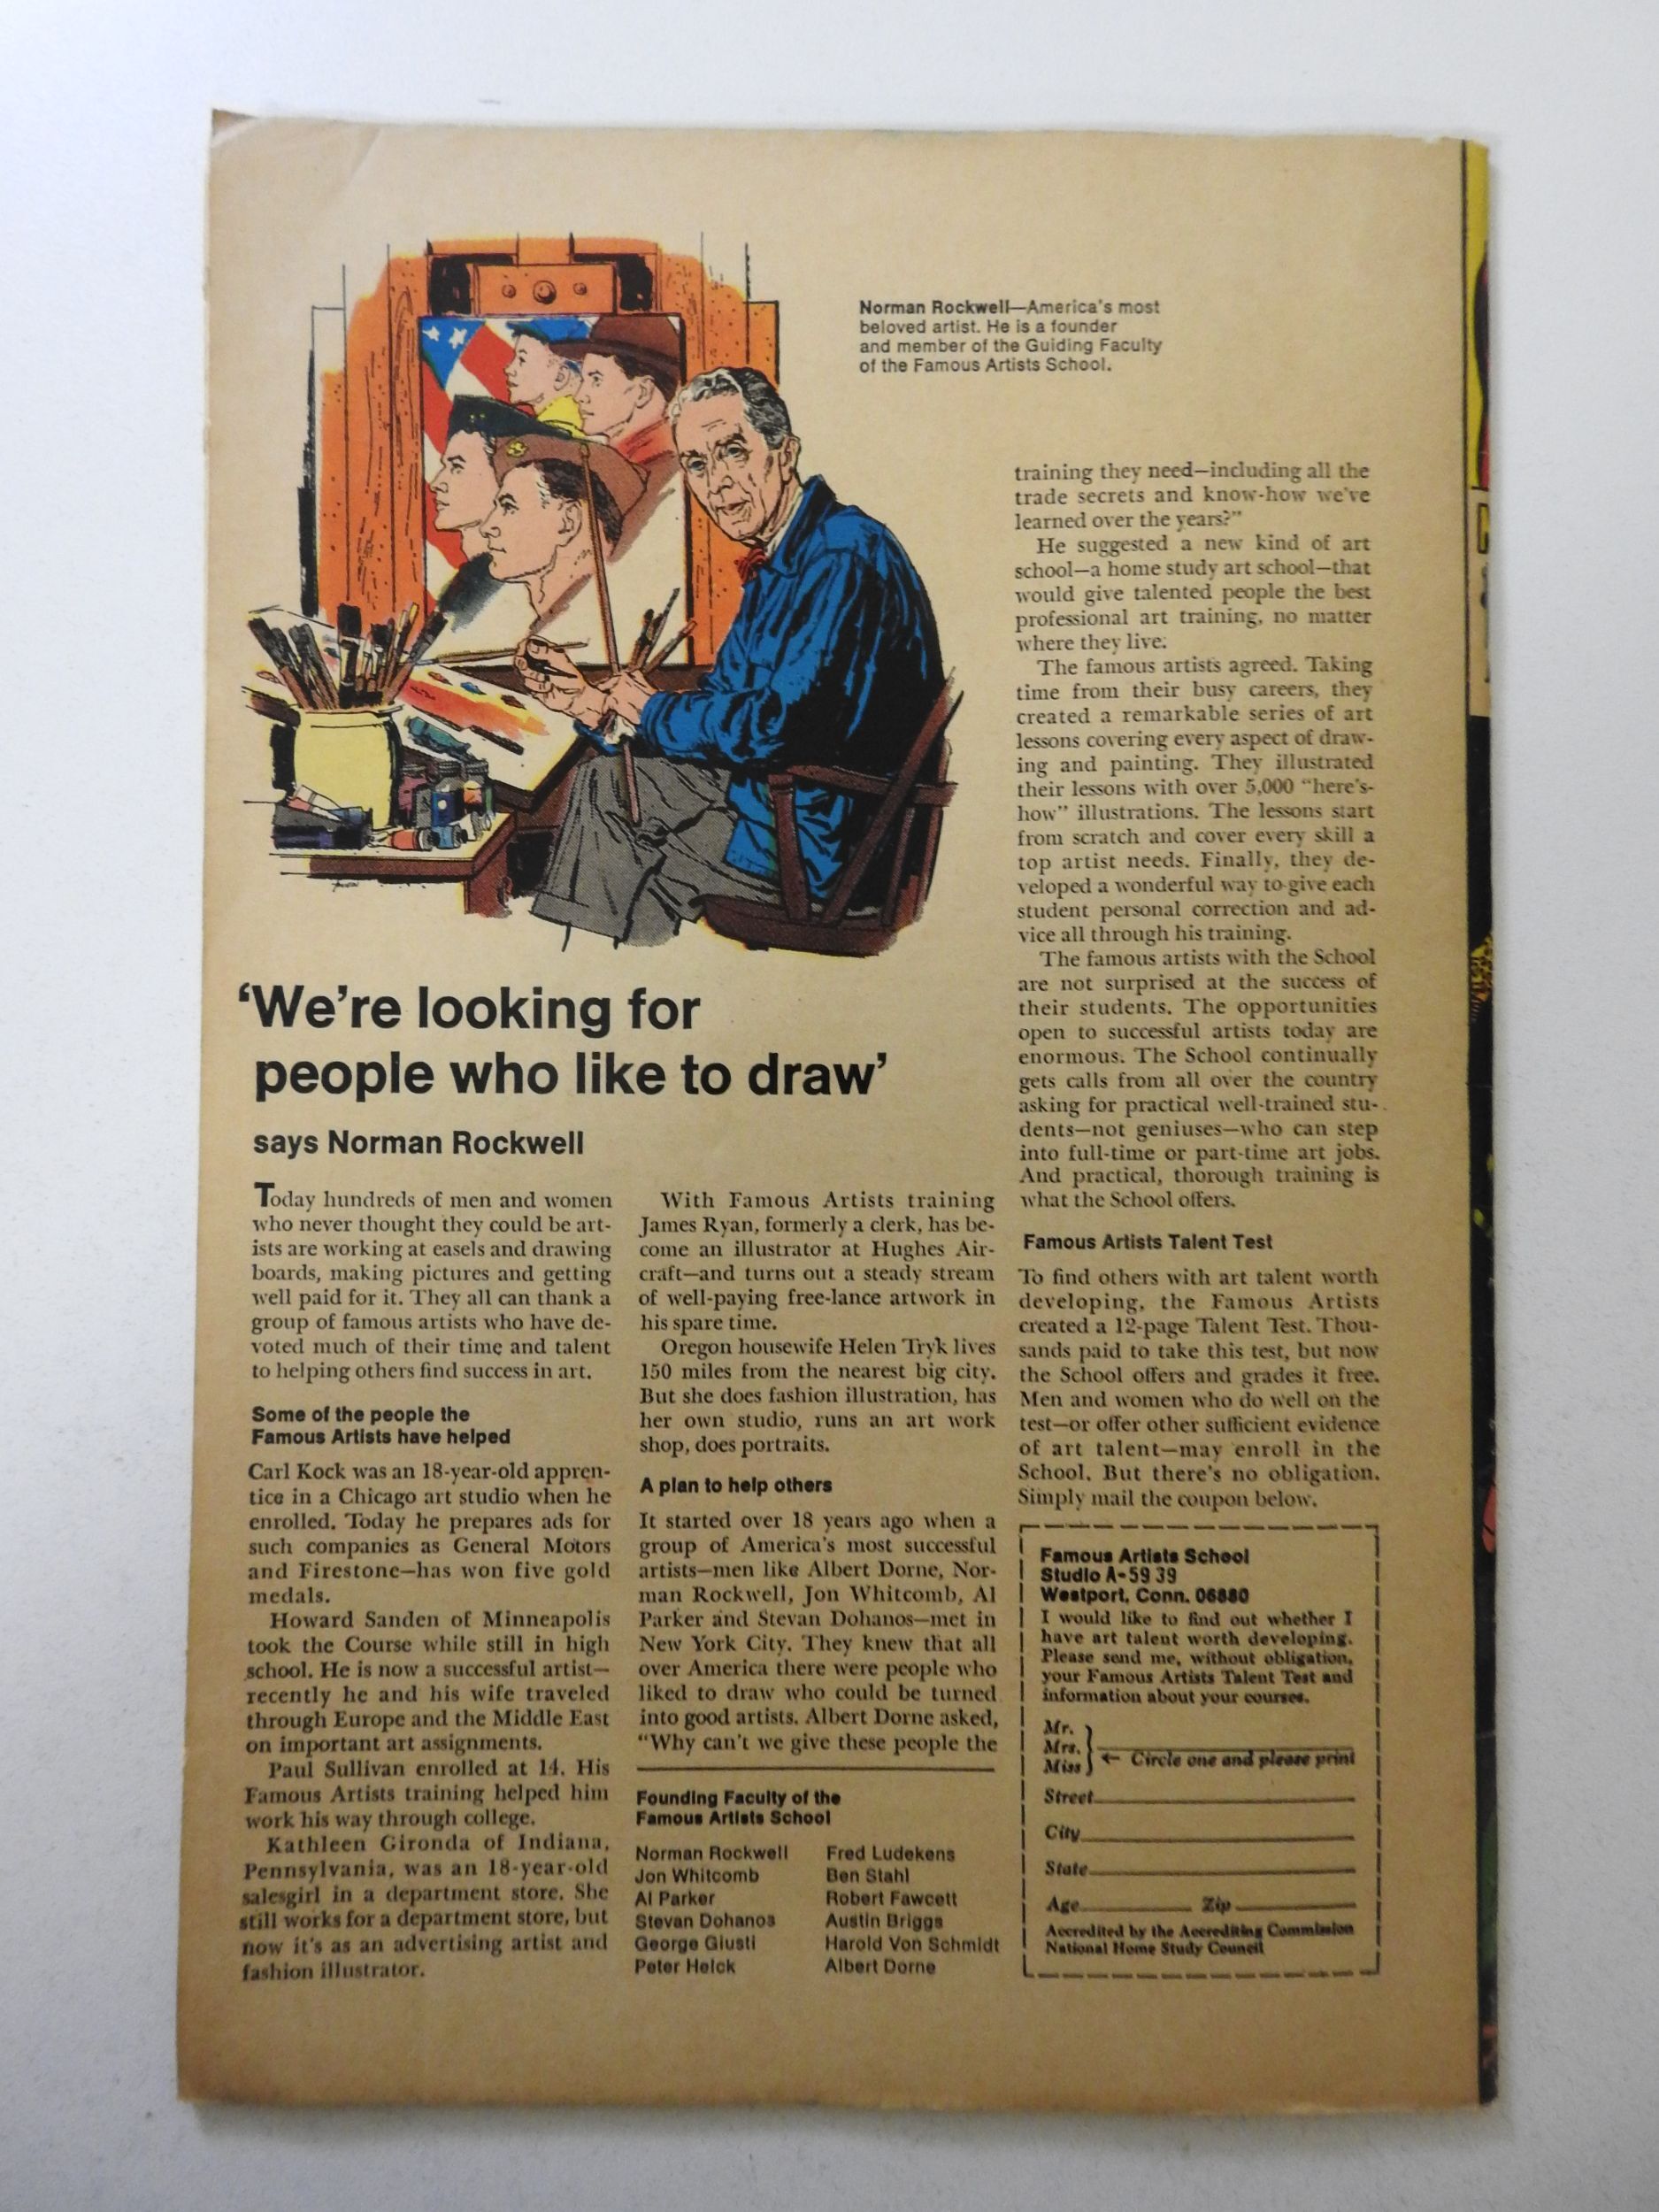 Norman Rockwell—America's most
beloved artist. He is a founder
and member of the Guiding Faculty
of the Famous Artists School.
'We're looking for
people who like to draw'
says Norman Rockwell
Today hundreds of men and women
who never thought they could be art-
ists are working at easels and drawing
boards, making pictures and getting
well paid for it. They all can thank a
group of famous artists who have de-
voted much of their time and talent
to helping others find success in art.
Some of the people the
Famous Artists have helped
Carl Kock was an 18-year-old appren-
tice in a Chicago art studio when he
enrolled. Today he prepares ads for
such companies as General Motors
and Firestone—has won five gold
medals.
Howard Sanden of Minneapolis
took the Course while still in high
school. He is now a successful artist—
recently he and his wife traveled
through Europe and the Middle East
on important art assignments.
Paul Sullivan enrolled at 14. His
Famous Artists training helped him
work his way through college.
Kathleen Gironda of Indiana,
Pennsylvania, was an 18-year-old
salesgirl in a department store. She
still works for a department store, but
now it's as an advertising artist and
fashion illustrator.
With Famous Artists training
James Ryan, formerly a clerk, has be-
come an illustrator at Hughes Air-
craft—and turns out a steady stream
of well-paying free-lance artwork in
his spare time.
Oregon housewife Helen Tryk lives
150 miles from the nearest big city.
But she does fashion illustration, has
her own studio, runs an art work
shop, does portraits.
A plan to help others
It started over 18 years ago when a
group of America's most successful
artists—men like Albert Dorne, Nor-
man Rockwell, Jon Whitcomb, Al
Parker and Stevan Dohanos—met in
New York City. They knew that all
over America there were people who
liked to draw who could be turned
into good artists. Albert Dorne asked,
"Why can't we give these people the
Founding Faculty of the
Famous Artists School
Norman Rockwell
Jon Whitcomb
Al Parker
Stevan Dohanos
George Giusti
Peter Helck
Fred Ludekens
Ben Stahl
Robert Fawcett
Austin Briggs
Harold Von Schmidt
Albert Dorne
training they need—including all the
trade secrets and know-how we've
learned over the years?"
He suggested a new kind of art
school—a home study art school—that
would give talented people the best
professional art training, no matter
where they live.
The famous artists agreed. Taking
time from their busy careers, they
created a remarkable series of art
lessons covering every aspect of draw-
ing and painting. They illustrated
their lessons with over 5,000 "here's-
how" illustrations. The lessons start
from scratch and cover every skill a
top artist needs. Finally, they de-
veloped a wonderful way to give each
student personal correction and ad-
vice all through his training.
The famous artists with the School
are not surprised at the success of
their students. The opportunities
open to successful artists today are
enormous. The School continually
gets calls from all over the country
asking for practical well-trained stu-
dents—not geniuses—who can step
into full-time or part-time art jobs.
And practical, thorough training is
what the School offers.
Famous Artists Talent Test
To find others with art talent worth
developing, the Famous Artists
created a 12-page Talent Test. Thou-
sands paid to take this test, but now
the School offers and grades it free.
Men and women who do well on the
test—or offer other sufficient evidence
of art talent—may enroll in the
School. But there's no obligation.
Simply mail the coupon below.
Famous Artists School
Studio A-5939
Westport, Conn. 06880
I would like to find out whether I
have art talent worth developing.
Please send me, without obligation,
your Famous Artists Talent Test and
information about your courses.
Mr.
Mrs.
Miss
← Circle one and please print
Street
City
State
Age Zip
Accredited by the Accrediting Commission
National Home Study Council